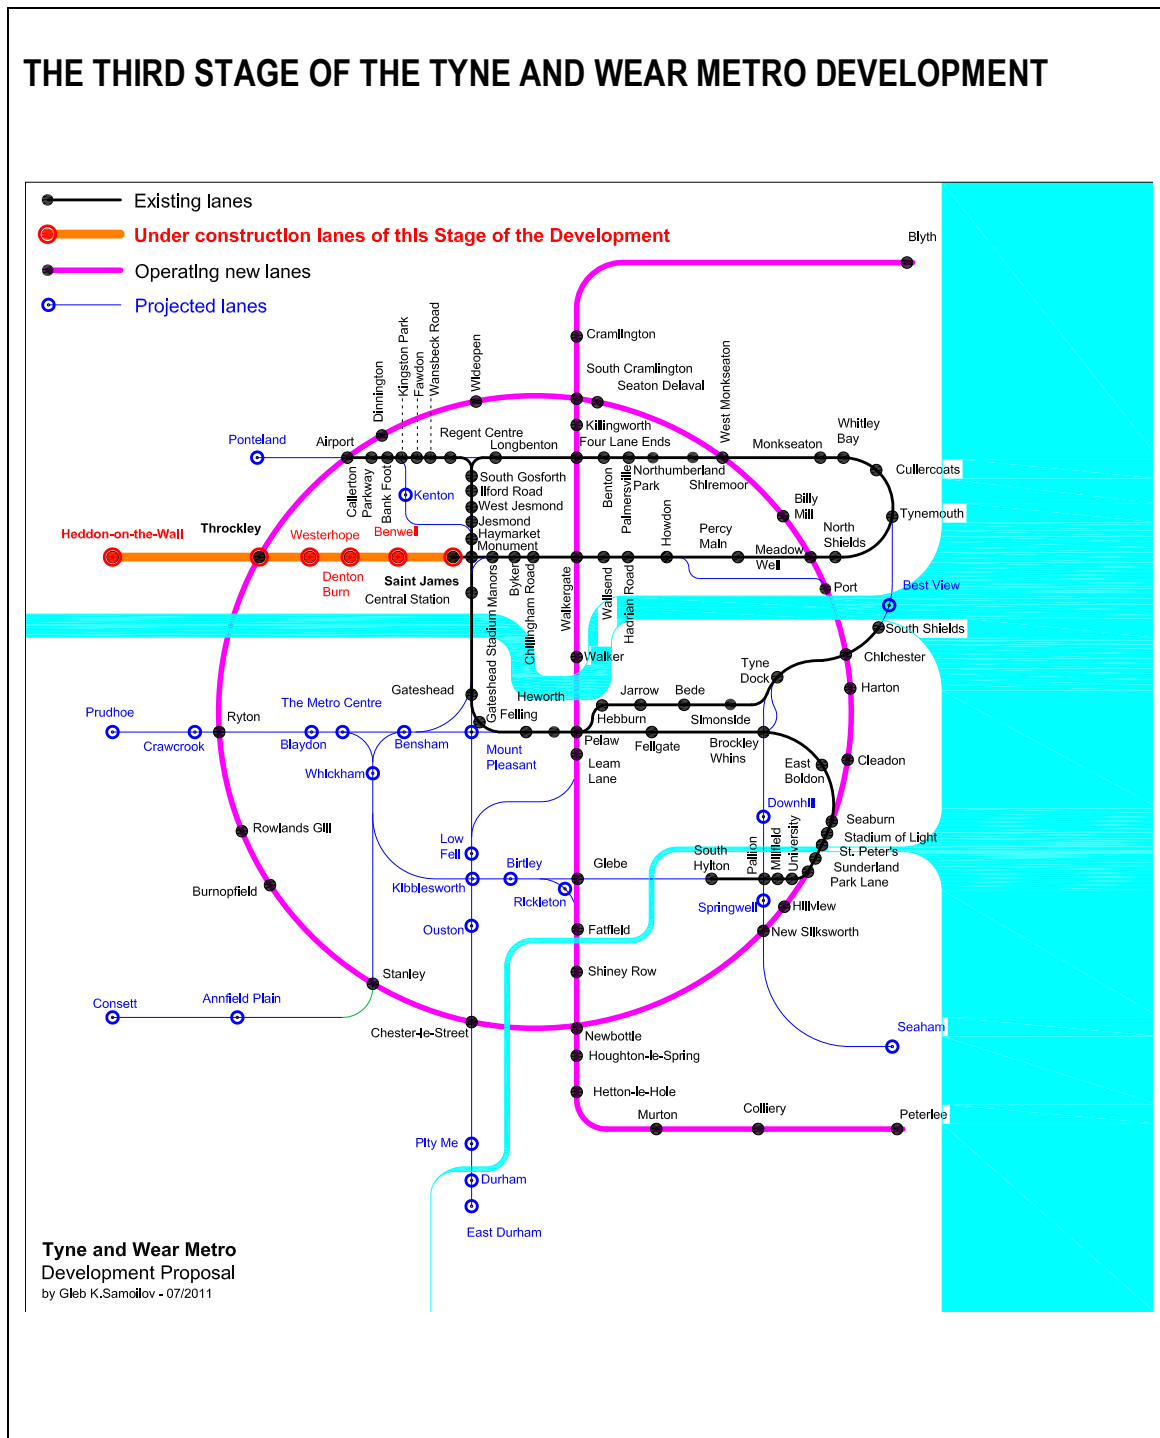 THE THIRD STAGE OF THE TYNE AND WEAR METRO DEVELOPMENT
Existing lanes
Under construction lanes of this Stage of the Development
Operating new lanes
Projected lanes
Blyth
Cramlington
South Cramlington
Seaton Delaval
Wideopen
Dinnington
Kingston Park
Fawdon
Wansbeck Road
Killingworth
West Monkseaton
Ponteland
Airport
Regent Centre
Longbenton
Four Lane Ends
Monkseaton
Whitley
Bay
Cullercoats
Callerton
Parkway
Bank Foot
Kenton
South Gosforth
Ilford Road
West Jesmond
Jesmond
Haymarket
Monument
Benton
Palmersville
Northumberland
Park
Shiremoor
Billy
Mill
Tynemouth
Heddon-on-the-Wall
Throckley
Westerhope
Benwell
Denton
Burn
Saint James
Central Station
Manors
Byker
Chillingham Road
Walkergate
Wallsend
Hadrian Road
Howdon
Percy
Main
Meadow
Well
North
Shields
Port
Best View
South Shields
Chichester
Harton
Walker
Gateshead
Gateshead Stadium
Felling
Heworth
Pelaw
Hebburn
Jarrow
Bede
Simonside
Tyne
Dock
Prudhoe
Crawcrook
Ryton
The Metro Centre
Blaydon
Bensham
Whickham
Mount
Pleasant
Leam
Lane
Fellgate
Brockley
Whins
East
Boldon
Cleadon
Seaburn
Stadium of Light
St. Peter's
Sunderland
Park Lane
Downhill
Rowlands Gill
Burnopfield
Low
Fell
Kibblesworth
Birtley
Rickleton
Glebe
South
Hylton
Pallion
Millfield
University
Springwell
Hillview
New Silksworth
Ouston
Fatfield
Shiney Row
Stanley
Consett
Annfield Plain
Chester-le-Street
Newbottle
Houghton-le-Spring
Hetton-le-Hole
Seaham
Murton
Colliery
Peterlee
Pity Me
Durham
East Durham
Tyne and Wear Metro
Development Proposal
by Gleb K.Samoilov - 07/2011